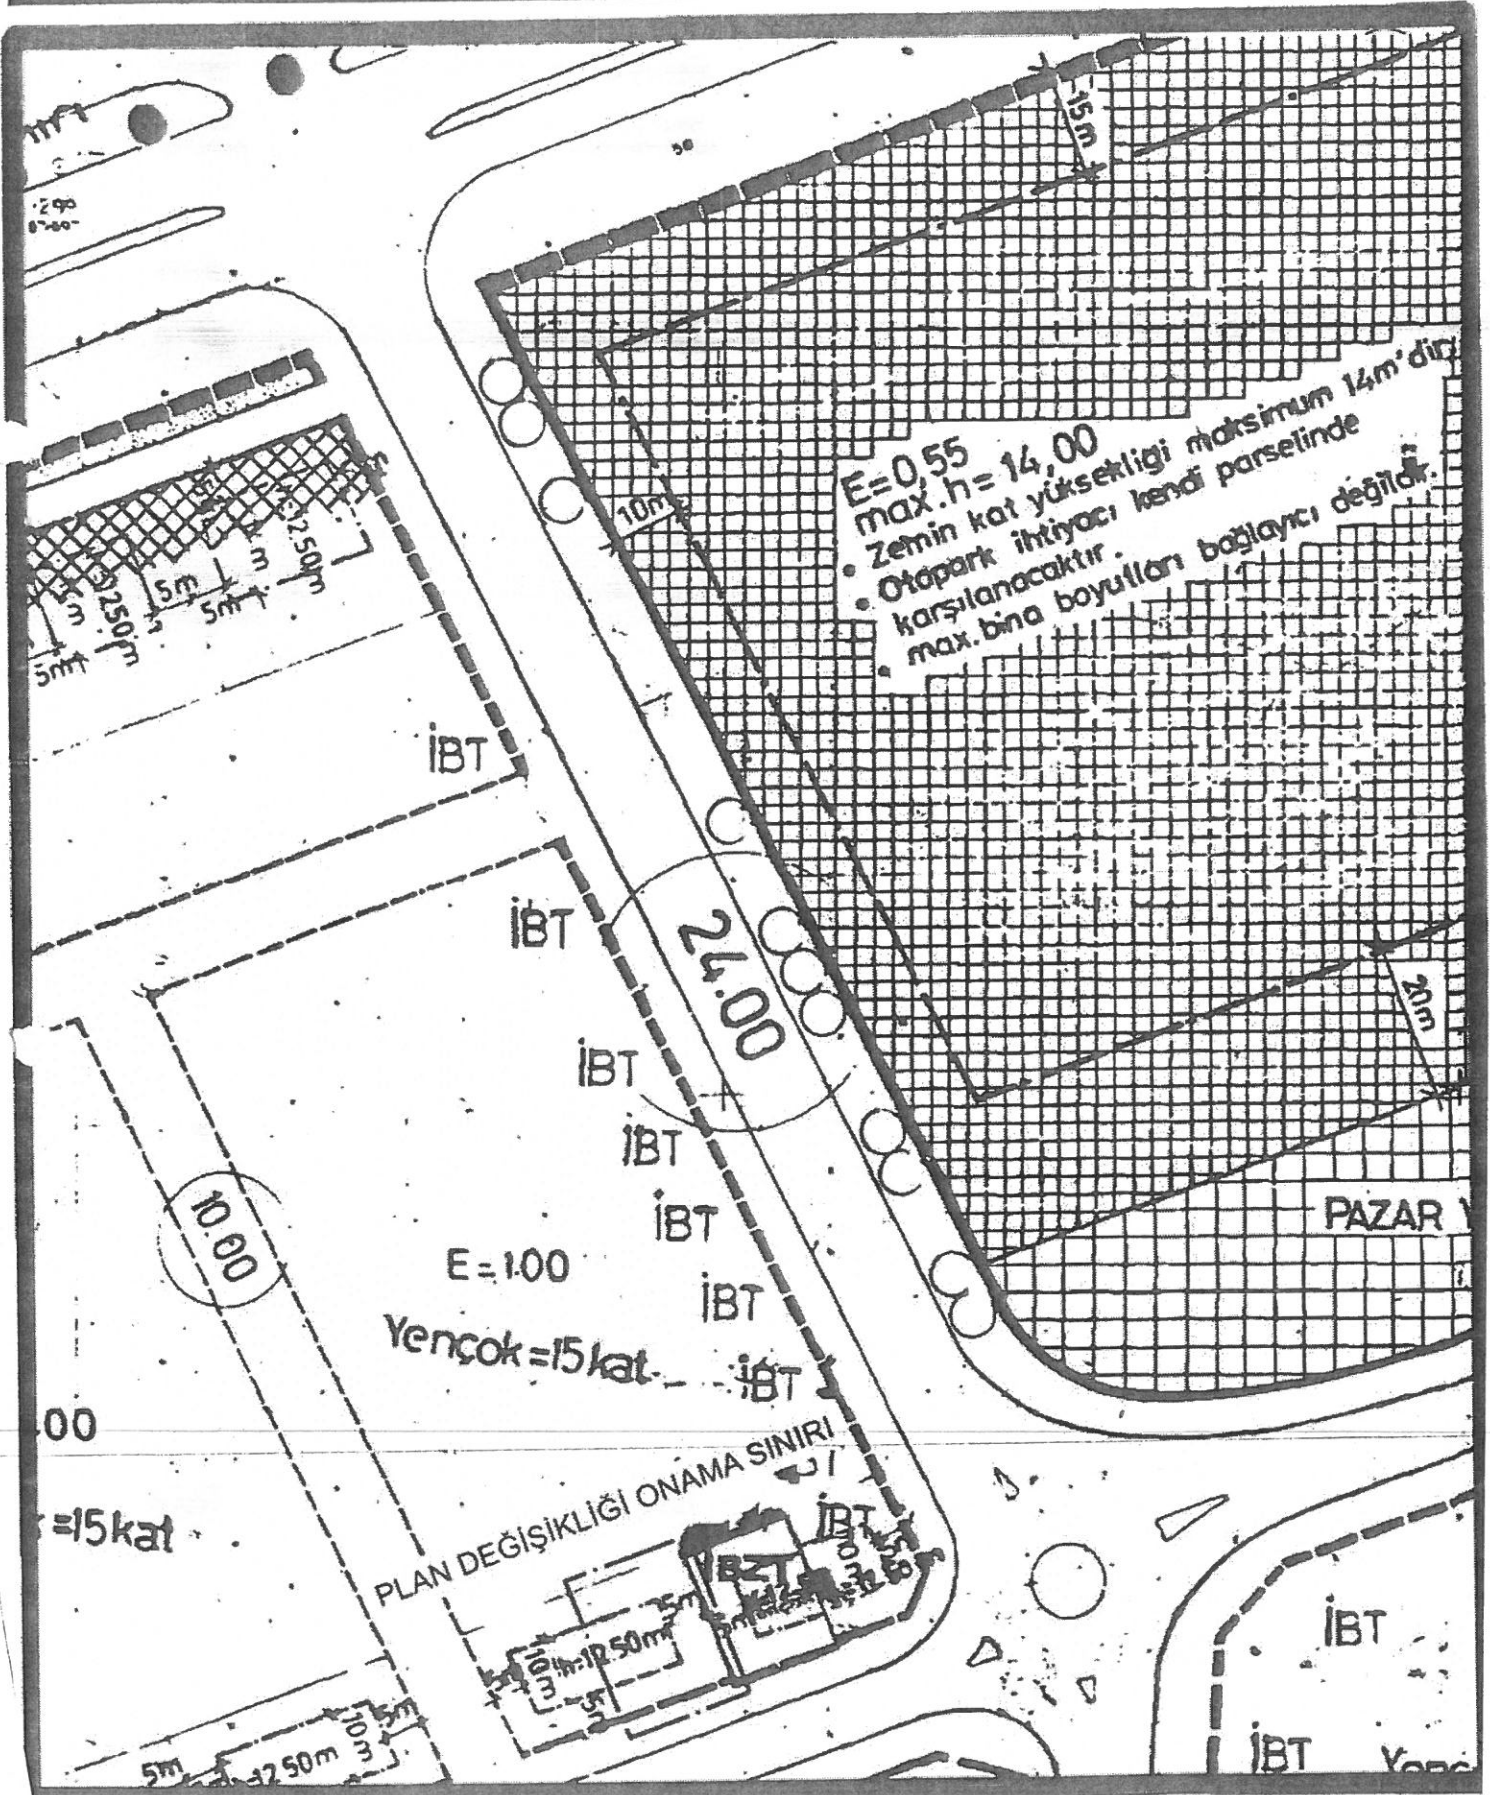 15m
E=0,55
max.h=14,00
• Zemin kat yüksekliği maksimum 14m'dir
• Otopark ihtiyacı kendi parselinde
karşılanacaktır.
• max.bina boyutları bağlayıcı değildir.
10m
5m
5m
h:12.50m
5m
İBT
İBT
24.00
20m
İBT
İBT
İBT
10.00
PAZAR
E=1.00
İBT
Yençok=15kat
İBT
.00
PLAN DEĞİŞİKLİĞİ ONAMA SINIRI
=15kat
İBT
BZT
5m
10m
h=12.50m
5m
İBT
5m
10m
5m
12.50m
İBT